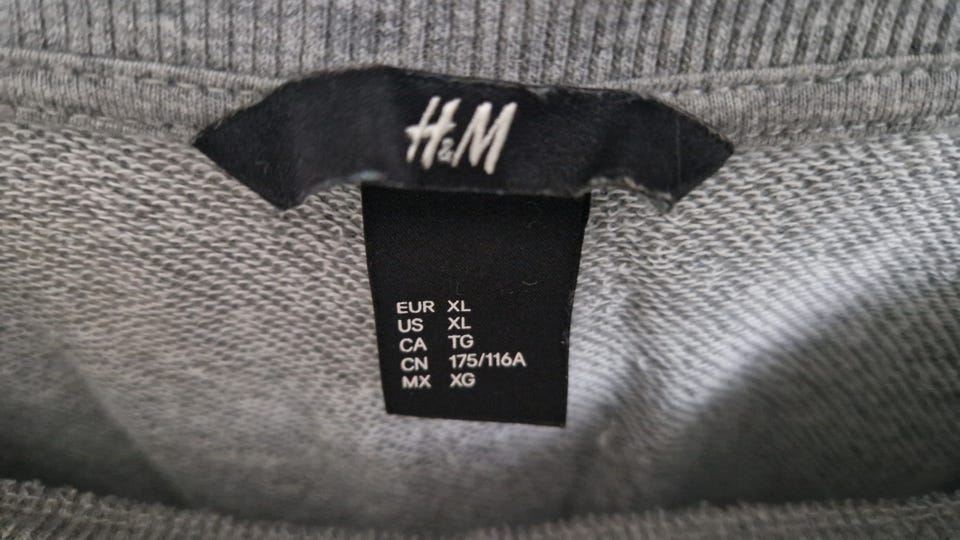 H&M
EUR XL
US XL
CA TG
CN 175/116A
MX XG